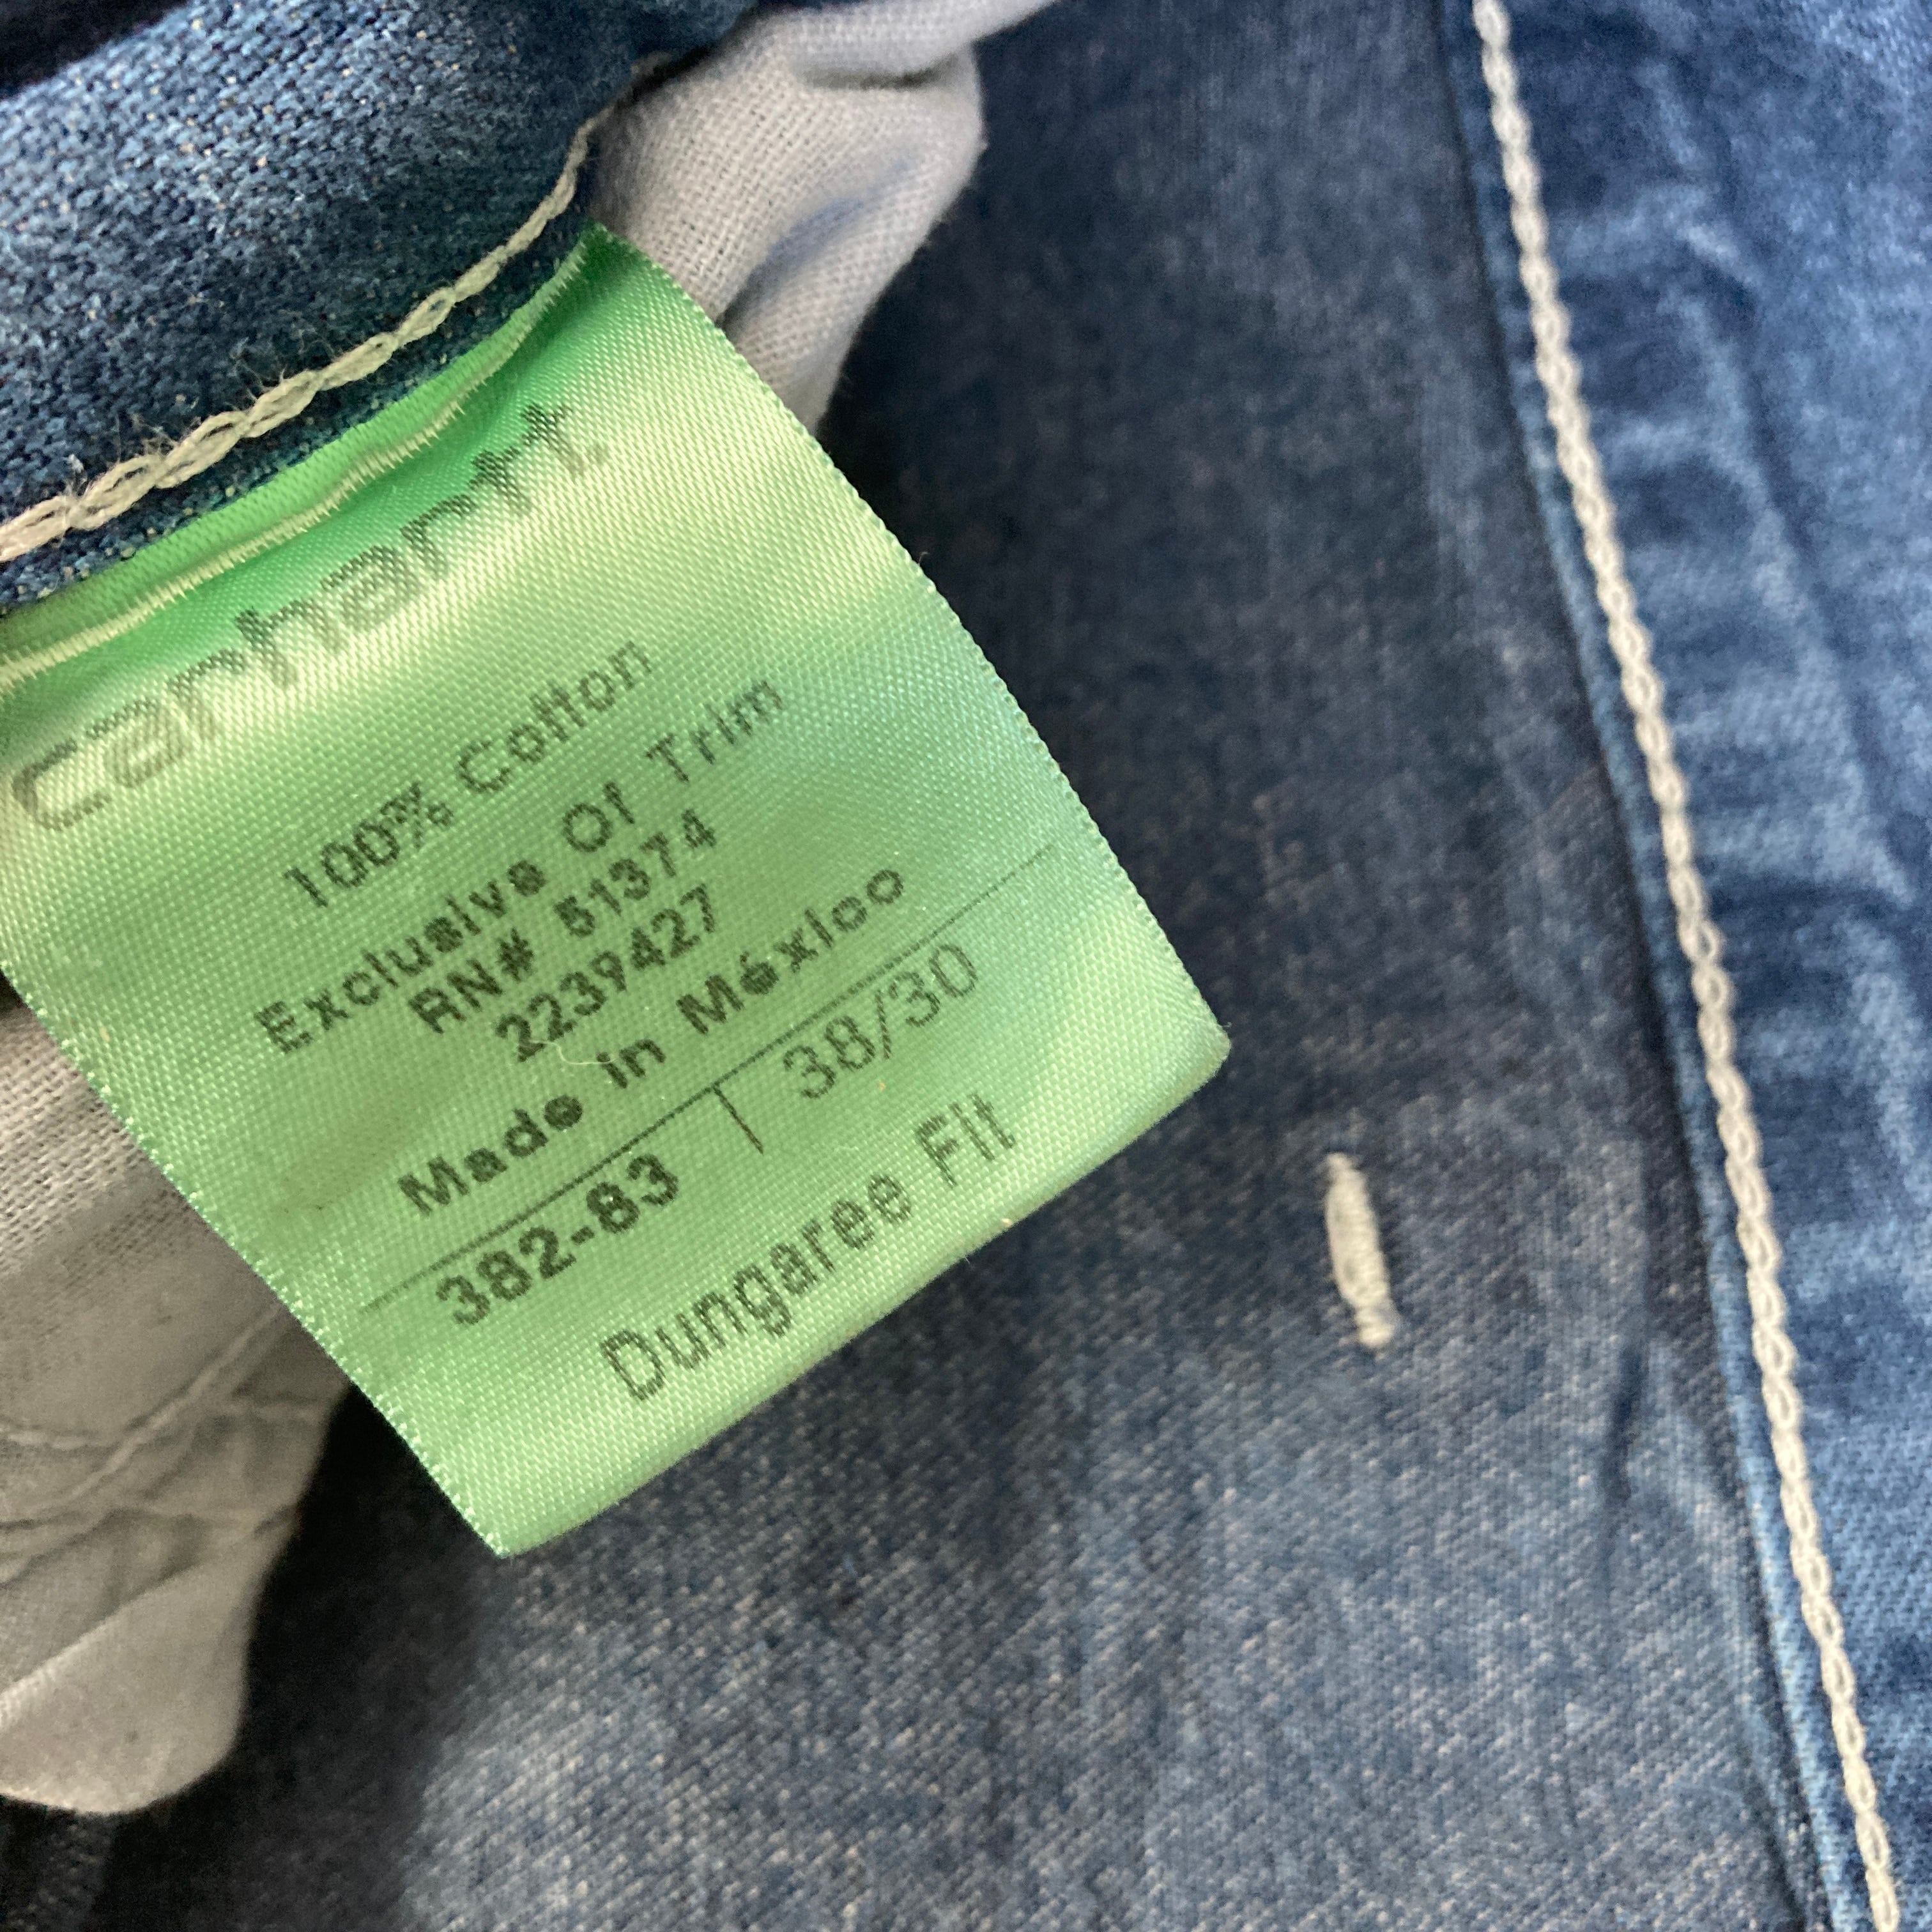 carhartt.
100% Cotton
Exclusive Of Trim
RN# 51374
2239427
Made in México
382-83 38/30
Dungaree Fit